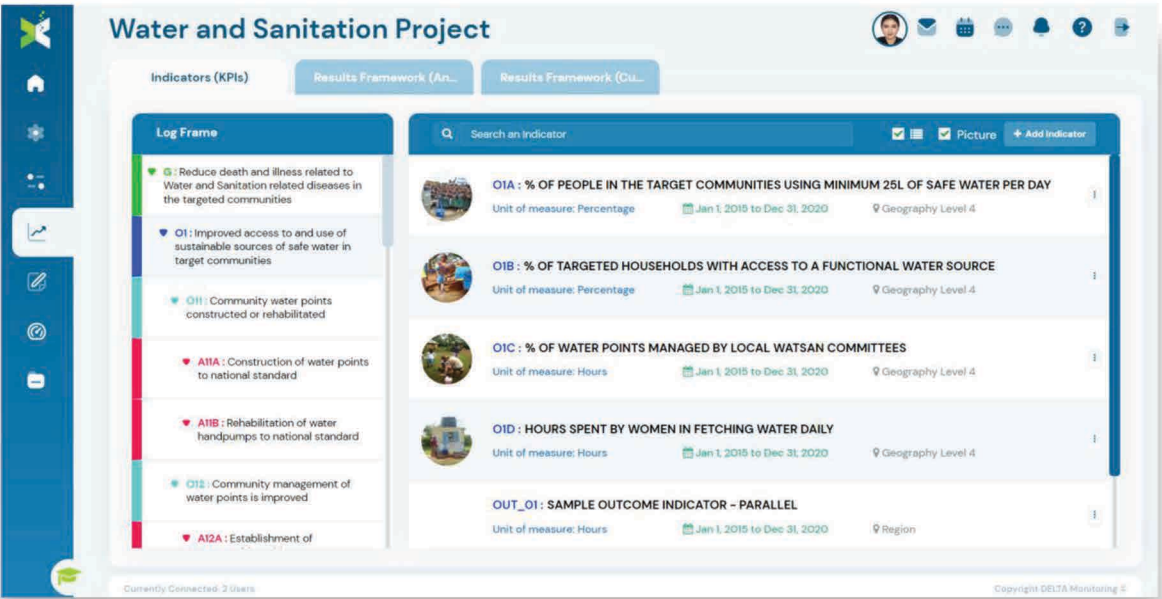 Water and Sanitation Project
Indicators (KPIs)
Results Framework (An...
Results Framework (Cu...
Log Frame
G : Reduce death and illness related to
Water and Sanitation related diseases in
the targeted communities
O1 : Improved access to and use of
sustainable sources of safe water in
target communities
O11 : Community water points
constructed or rehabilitated
A11A : Construction of water points
to national standard
A11B : Rehabilitation of water
handpumps to national standard
O12 : Community management of
water points is improved
A12A : Establishment of
Search an Indicator
Picture
+ Add Indicator
O1A : % OF PEOPLE IN THE TARGET COMMUNITIES USING MINIMUM 25L OF SAFE WATER PER DAY
Unit of measure: Percentage Jan 1, 2015 to Dec 31, 2020 Geography Level 4
O1B : % OF TARGETED HOUSEHOLDS WITH ACCESS TO A FUNCTIONAL WATER SOURCE
Unit of measure: Percentage Jan 1, 2015 to Dec 31, 2020 Geography Level 4
O1C : % OF WATER POINTS MANAGED BY LOCAL WATSAN COMMITTEES
Unit of measure: Hours Jan 1, 2015 to Dec 31, 2020 Geography Level 4
O1D : HOURS SPENT BY WOMEN IN FETCHING WATER DAILY
Unit of measure: Hours Jan 1, 2015 to Dec 31, 2020 Geography Level 4
OUT_01 : SAMPLE OUTCOME INDICATOR - PARALLEL
Unit of measure: Hours Jan 1, 2015 to Dec 31, 2020 Region
Currently Connected: 2 Users
Copyright DELTA Monitoring ©